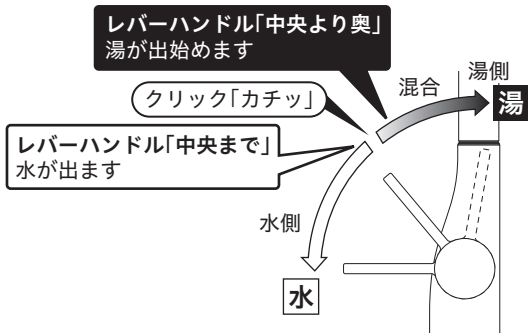 レバーハンドル「中央より奥」
湯が出始めます
湯側
混合
湯
クリック「カチッ」
レバーハンドル「中央まで」
水が出ます
水側
水